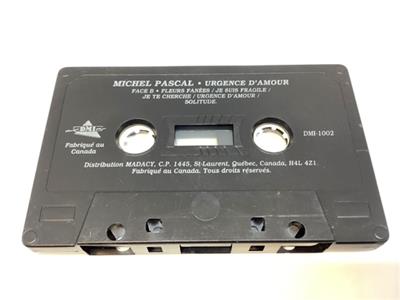 MICHEL PASCAL • URGENCE D'AMOUR
FACE B • FLEURS FANÉES / JE SUIS FRAGILE /
JE TE CHERCHE / URGENCE D'AMOUR /
SOLITUDE.
DMI
Fabriqué au
Canada
DMI-1002
Distribution MADACY, C.P. 1445, St-Laurent, Québec, Canada, H4L 4Z1.
Fabriqué au Canada. Tous droits réservés.